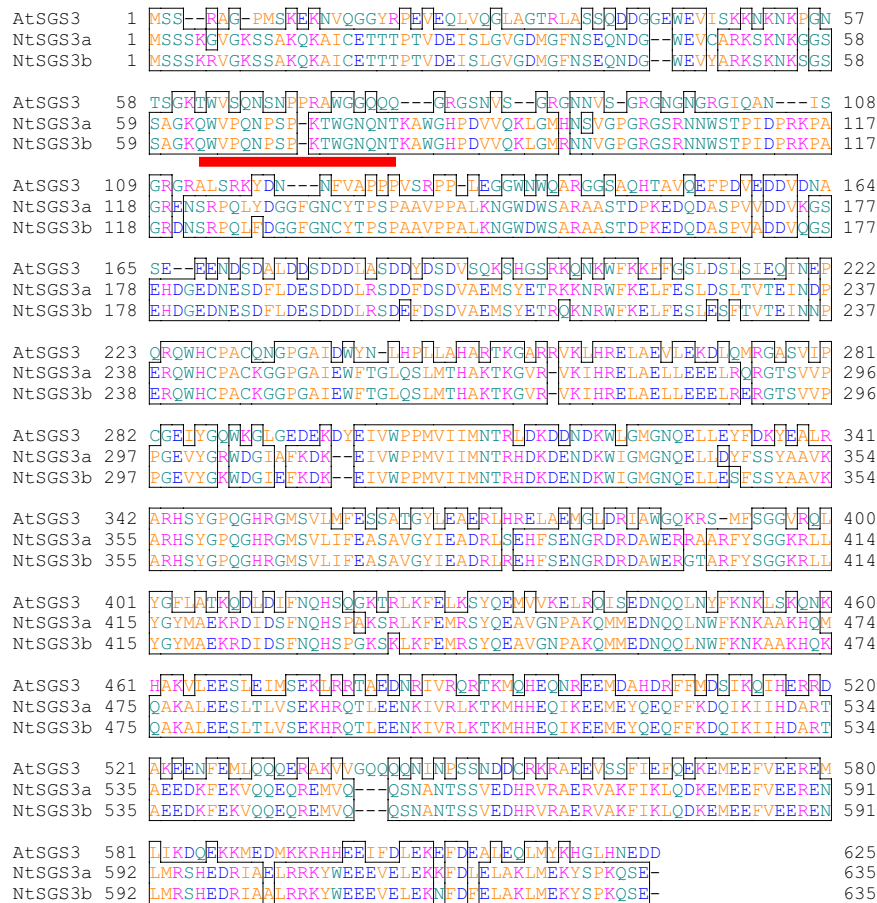 AtSGS3 1 MSS--RAG-PMSKEKNVQGGYRPEVEQLVQGLAGTRLASSQDDGGEWEVISKKNKNKPGN 57
NtSGS3a 1 MSSSKGVGKSSAKQKAICETTTPTVDEISLGVGDMGFNSEQNDG--WEVCARKSKNKGGS 58
NtSGS3b 1 MSSSKRVGKSSAKQKAICETTTPTVDEISLGVGDMGFNSEQNDG--WEVYARKSKNKSGS 58
AtSGS3 58 TSGKTWVSQNSNPPRAWGGQQQ---GRGSNVS--GRGNNVS-GRGNGNGRGIQAN---IS 108
NtSGS3a 59 SAGKQWVPQNPSP-KTWGNQNTKAWGHPDVVQKLGMHNSVGPGRGSRNNWSTPIDPRKPA 117
NtSGS3b 59 SAGKQWVPQNPSP-KTWGNQNTKAWGHPDVVQKLGMRNNVGPGRGSRNNWSTPIDPRKPA 117
AtSGS3 109 GRGRALSRKYDN---NFVAPPPVSRPP-LEGGWNWQARGGSAQHTAVQEFPDVEDDVDNA 164
NtSGS3a 118 GRENSRPQLYDGGFGNCYTPSPAAVPPALKNGWDWSARAASTDPKEDQDASPVVDDVKGS 177
NtSGS3b 118 GRDNSRPQLFDGGFGNCYTPSPAAVPPALKNGWDWSARAASTDPKEDQDASPVADDVQGS 177
AtSGS3 165 SE--EENDSDALDDSDDDLASDDYDSDVSQKSHGSRKQNKWFKKFFGSLDSLSIEQINEP 222
NtSGS3a 178 EHDGEDNESDFLDESDDDLRSDDFDSDVAEMSYETRKKNRWFKELFESLDSLTVTEINDP 237
NtSGS3b 178 EHDGEDNESDFLDESDDDLRSDEFDSDVAEMSYETRQKNRWFKELFESLESFTVTEINNP 237
AtSGS3 223 QRQWHCPACQNGPGAIDWYN-LHPLLAHARTKGARRVKLHRELAEVLEKDLQMRGASVIP 281
NtSGS3a 238 ERQWHCPACKGGPGAIEWFTGLQSLMTHAKTKGVR-VKIHRELAELLEEELRQRGTSVVP 296
NtSGS3b 238 ERQWHCPACKGGPGAIEWFTGLQSLMTHAKTKGVR-VKIHRELAELLEEELRERGTSVVP 296
AtSGS3 282 CGEIYGQWKGLGEDEKDYEIVWPPMVIIMNTRLDKDDNDKWLGMGNQELLEYFDKYEALR 341
NtSGS3a 297 PGEVYGRWDGIAFKDK--EIVWPPMVIIMNTRHDKDENDKWIGMGNQELLDYFSSYAAVK 354
NtSGS3b 297 PGEVYGKWDGIEFKDK--EIVWPPMVIIMNTRHDKDENDKWIGMGNQELLESFSSYAAVK 354
AtSGS3 342 ARHSYGPQGHRGMSVLMFESSATGYLEAERLHRELAEMGLDRIAWGQKRS-MFSGGVRQL 400
NtSGS3a 355 ARHSYGPQGHRGMSVLIFEASAVGYIEADRLSEHFSENGRDRDAWERRAARFYSGGKRLL 414
NtSGS3b 355 ARHSYGPQGHRGMSVLIFEASAVGYIEADRLREHFSENGRDRDAWERGTARFYSGGKRLL 414
AtSGS3 401 YGFLATKQDLDIFNQHSQGKTRLKFELKSYQEMVVKELRQISEDNQQLNYFKNKLSKQNK 460
NtSGS3a 415 YGYMAEKRDIDSFNQHSPAKSRLKFEMRSYQEAVGNPAKQMMEDNQQLNWFKNKAAKHQM 474
NtSGS3b 415 YGYMAEKRDIDSFNQHSPGKSKLKFEMRSYQEAVGNPAKQMMEDNQQLNWFKNKAAKHQK 474
AtSGS3 461 HAKVLEESLEIMSEKLRRTAEDNRIVRQRTKMQHEQNREEMDAHDRFFMDSIKQIHERRD 520
NtSGS3a 475 QAKALEESLTLVSEKHRQTLEENKIVRLKTKMHHEQIKEEMEYQEQFFKDQIKIIHDART 534
NtSGS3b 475 QAKALEESLTLVSEKHRQTLEENKIVRLKTKMHHEQIKEEMEYQEQFFKDQIKIIHDART 534
AtSGS3 521 AKEENFEMLQQQERAKVVGQQQQNINPSSNDDCRKRAEEVSSFIEFQEKEMEEFVEEREM 580
NtSGS3a 535 AEEDKFEKVQQEQREMVQ---QSNANTSSVEDHRVRAERVAKFIKLQDKEMEEFVEEREN 591
NtSGS3b 535 AEEDKFEKVQQEQREMVQ---QSNANTSSVEDHRVRAERVAKFIKLQDKEMEEFVEEREN 591
AtSGS3 581 LIKDQEKKMEDMKKRHHEEIFDLEKEFDEALEQLMYKHGLHNEDD 625
NtSGS3a 592 LMRSHEDRIAELRRKYWEEEVELEKKFDLELAKLMEKYSPKQSE- 635
NtSGS3b 592 LMRSHEDRIAALRRKYWEEEVELEKNFDFELAKLMEKYSPKQSE- 635